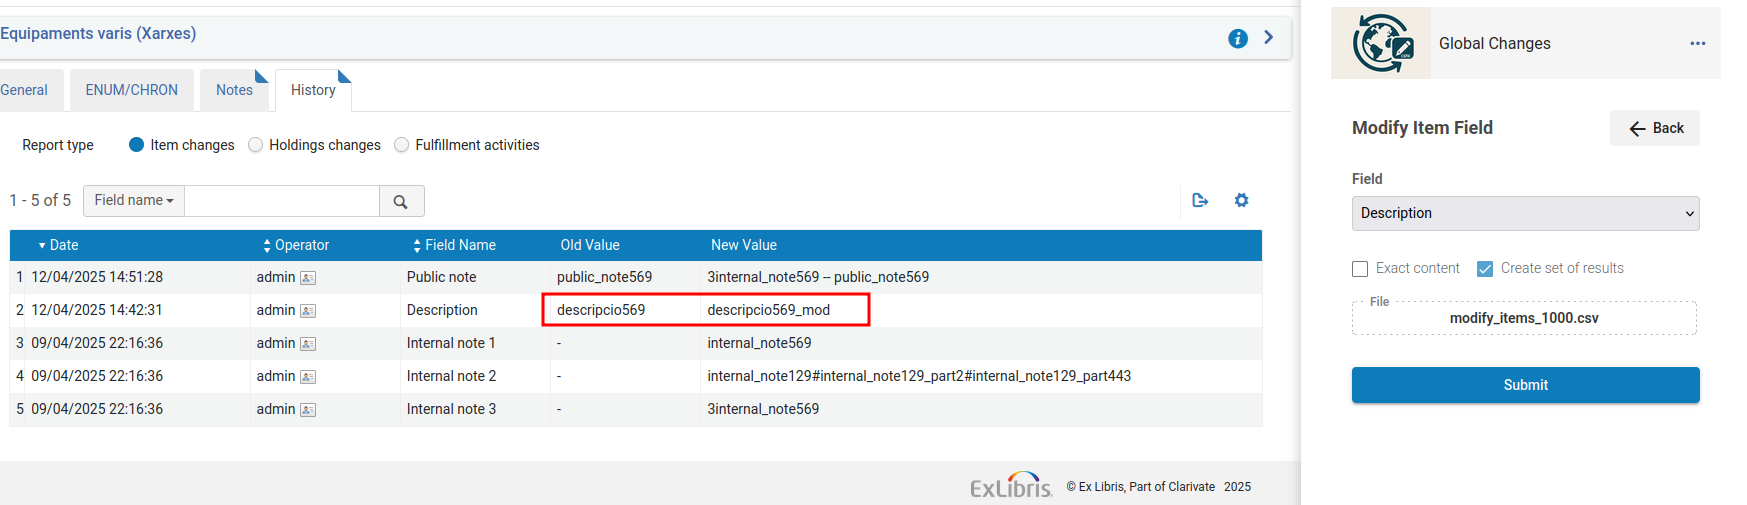 Equipaments varis (Xarxes)
General ENUM/CHRON Notes History
Report type Item changes Holdings changes Fulfillment activities
1 - 5 of 5 Field name
Date Operator Field Name Old Value New Value
1 12/04/2025 14:51:28 admin Public note public_note569 3internal_note569 -- public_note569
2 12/04/2025 14:42:31 admin Description descripcio569 descripcio569_mod
3 09/04/2025 22:16:36 admin Internal note 1 - internal_note569
4 09/04/2025 22:16:36 admin Internal note 2 - internal_note129#internal_note129_part2#internal_note129_part443
5 09/04/2025 22:16:36 admin Internal note 3 - 3internal_note569
ExLibris © Ex Libris, Part of Clarivate 2025
Global Changes
Modify Item Field Back
Field
Description
Exact content Create set of results
File
modify_items_1000.csv
Submit